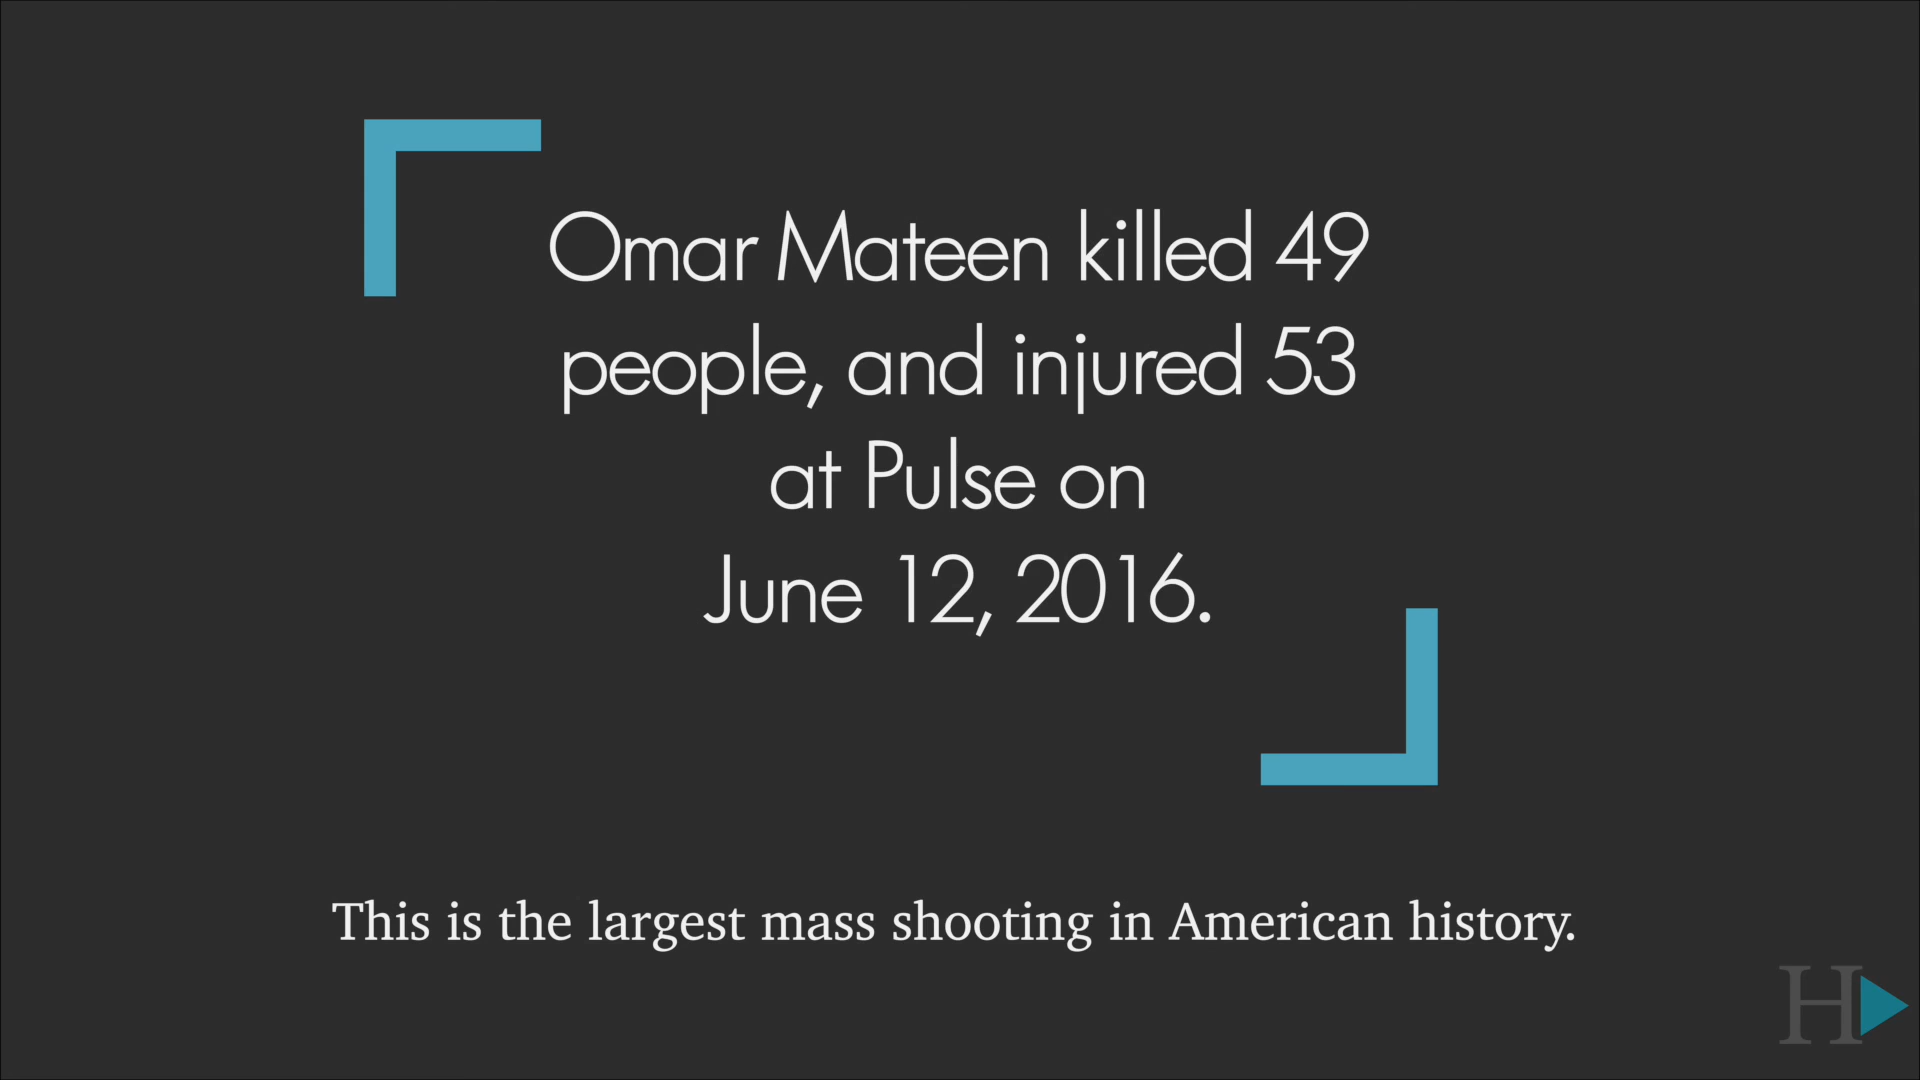 Omar Mateen killed 49
people, and injured 53
at Pulse on
June 12, 2016.
This is the largest mass shooting in American history.
H